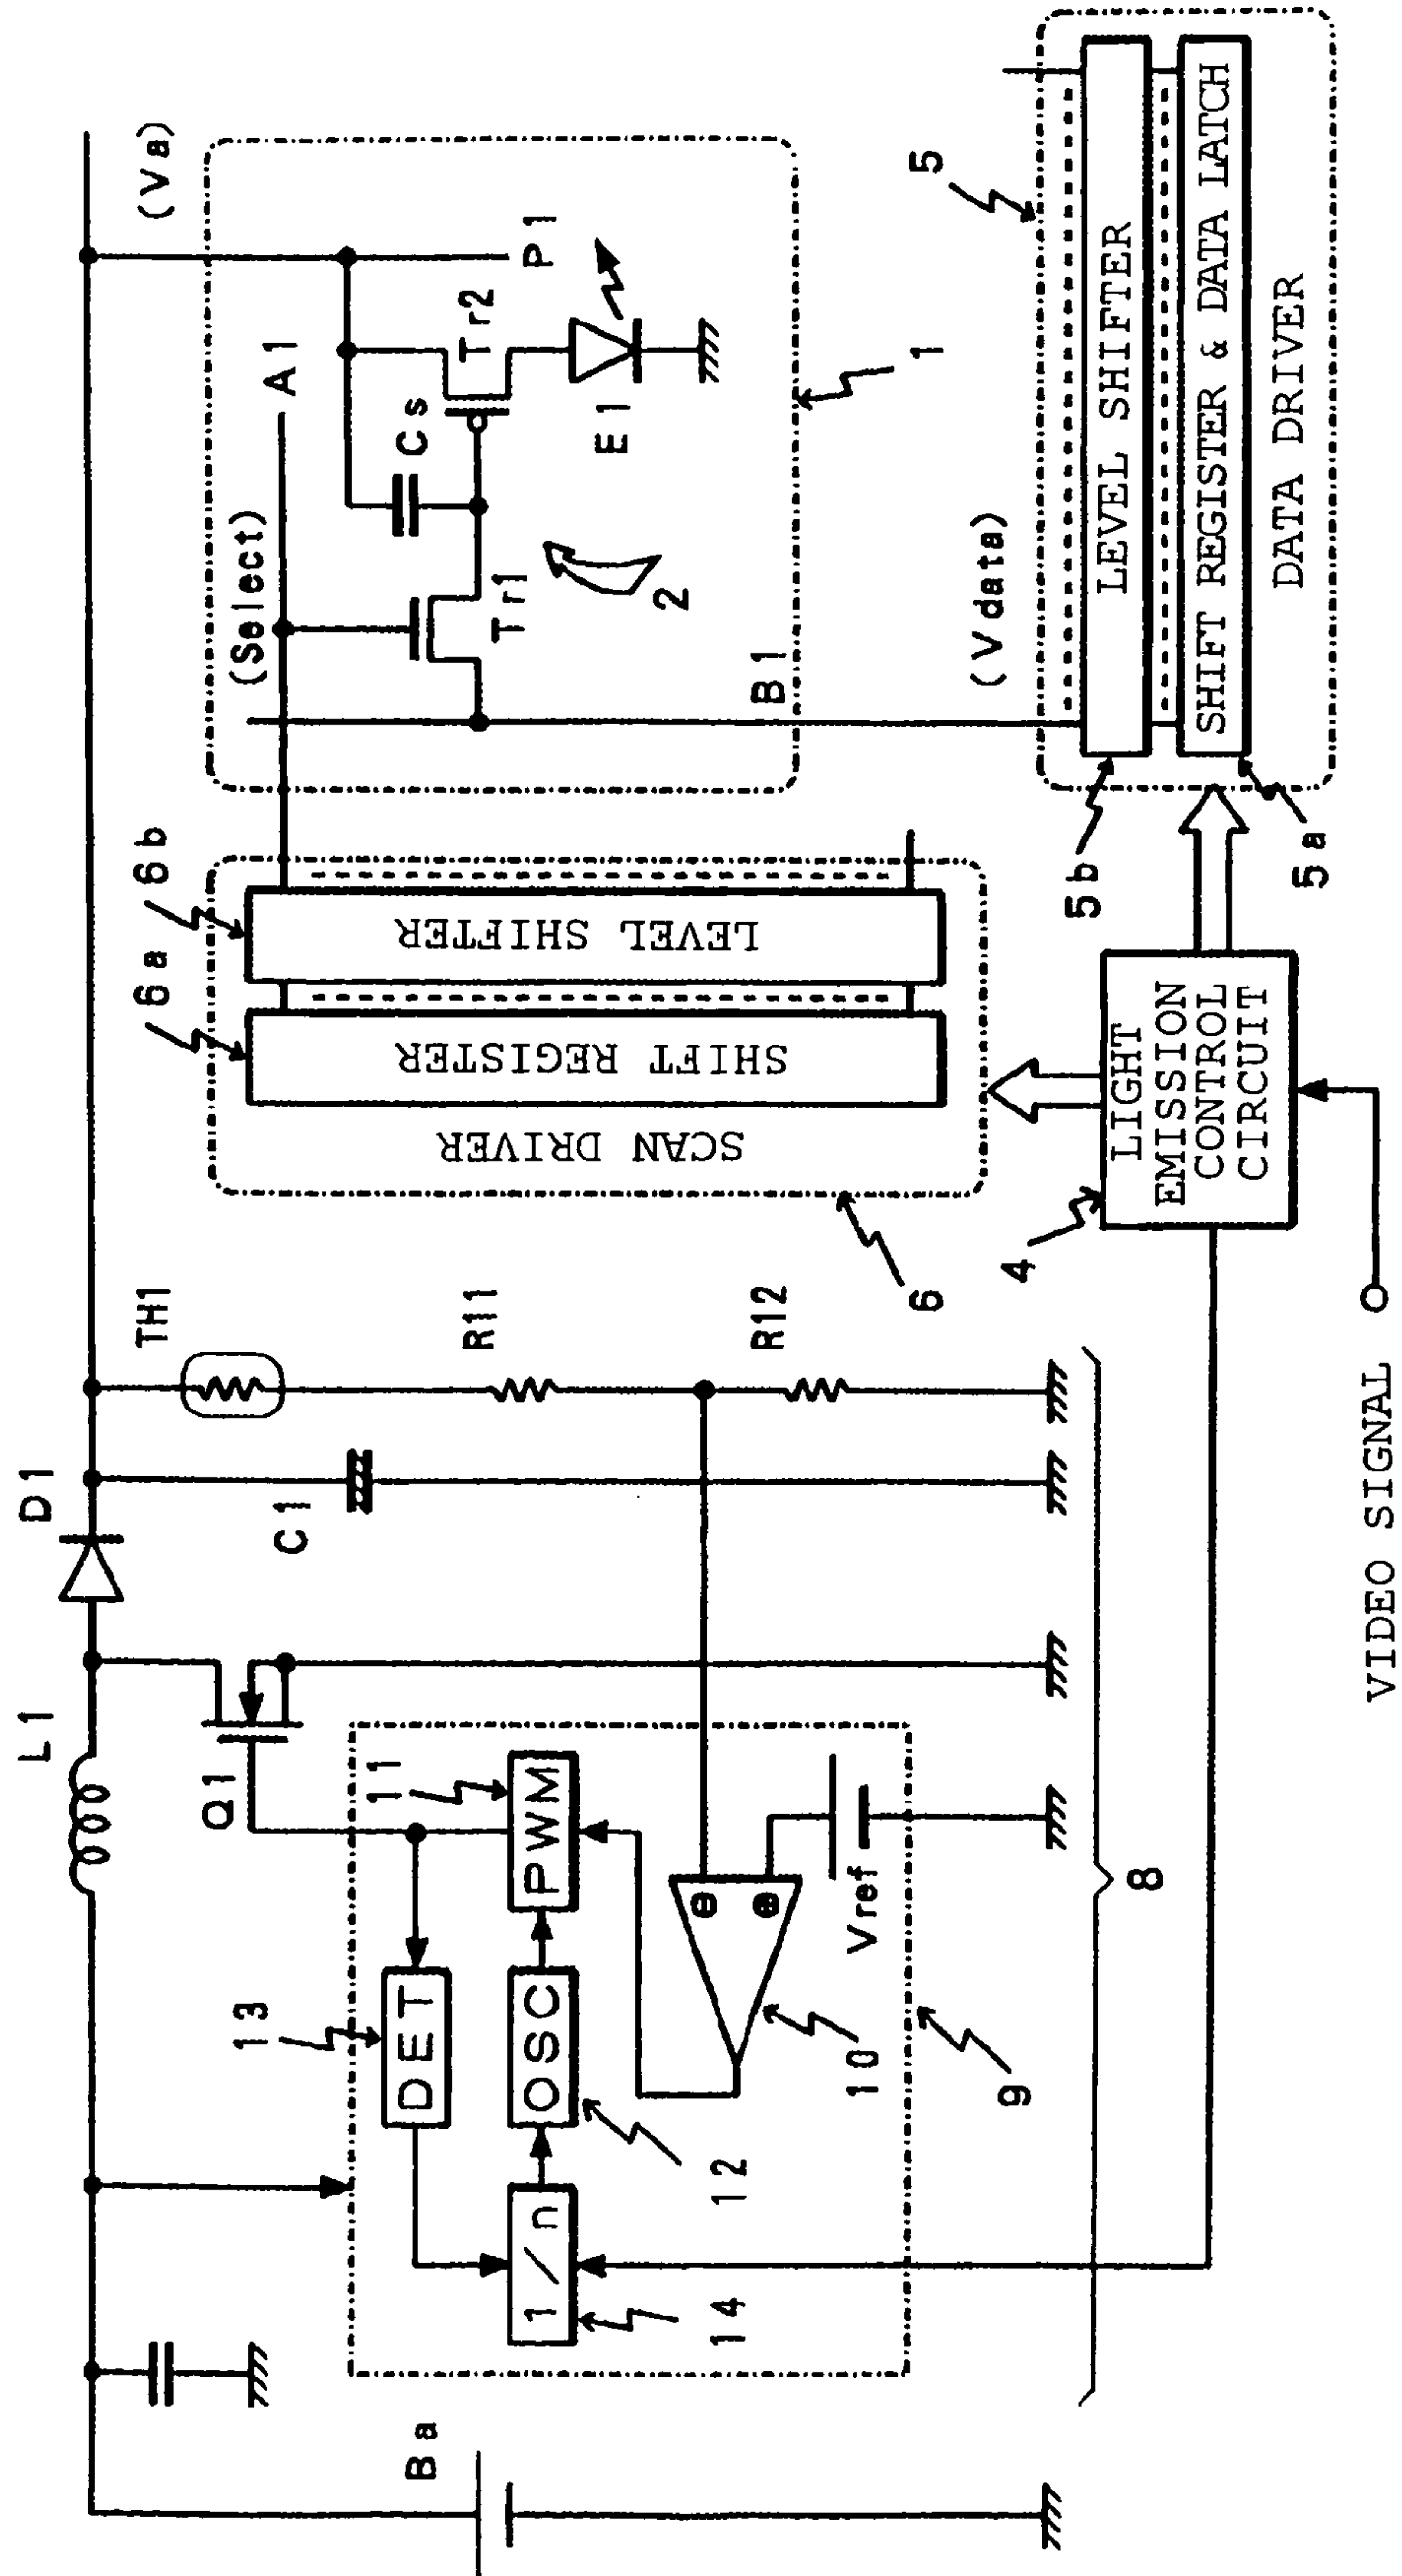 L1
D1
(Va)
Q1
C1
TH1
R11
R12
6a
6b
SHIFT REGISTER
LEVEL SHIFTER
SCAN DRIVER
6
(Select)
A1
Tr1
Cs
Tr2
P1
E1
2
B1
1
Ba
13
DET
11
PWM
OSC
12
1/n
14
10
Vref
9
8
4
LIGHT
EMISSION
CONTROL
CIRCUIT
VIDEO SIGNAL
(Vdata)
5
5b
5a
LEVEL SHIFTER
SHIFT REGISTER & DATA LATCH
DATA DRIVER